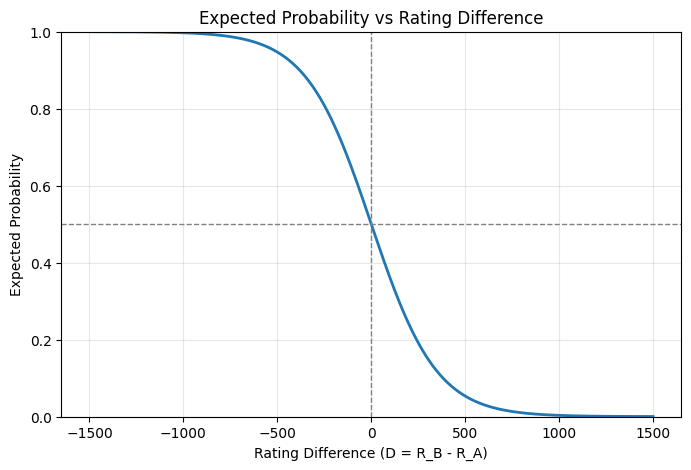 Expected Probability vs Rating Difference
Expected Probability
1.0
0.8
0.6
0.4
0.2
0.0
−1500 −1000 −500 0 500 1000 1500
Rating Difference (D = R_B - R_A)